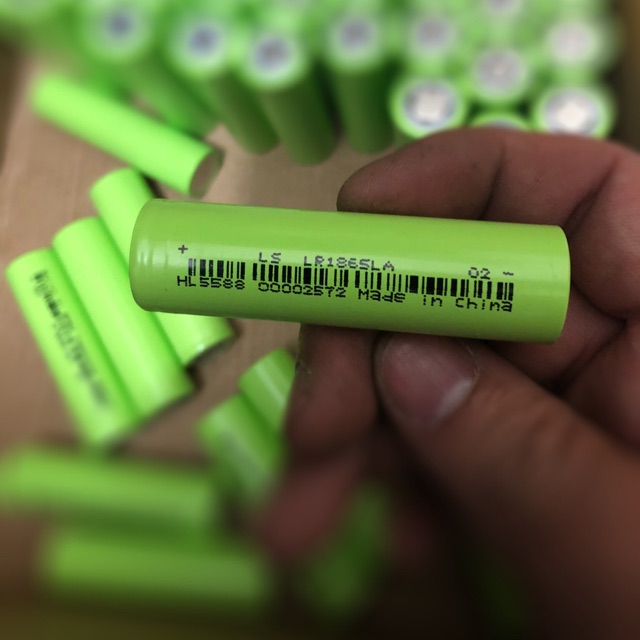 + LS LR1865LA 02 -
HL5588 00002572 Made in China